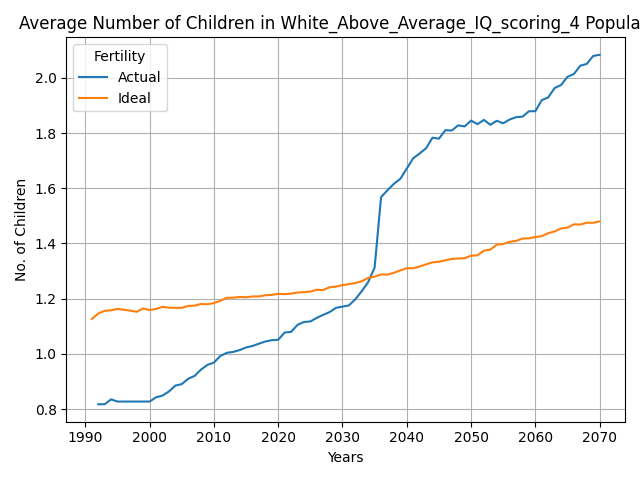 Average Number of Children in White_Above_Average_IQ_scoring_4 Popula
Fertility
Actual
Ideal
No. of Children
2.0
1.8
1.6
1.4
1.2
1.0
0.8
1990 2000 2010 2020 2030 2040 2050 2060 2070
Years